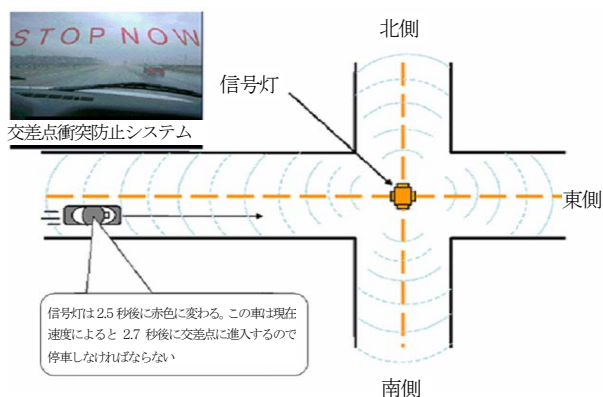 STOP NOW
交差点衝突防止システム
北側
信号灯
東側
信号灯は2.5 秒後に赤色に変わる。この車は現在
速度によると 2.7 秒後に交差点に進入するので
停車しなければならない
南側